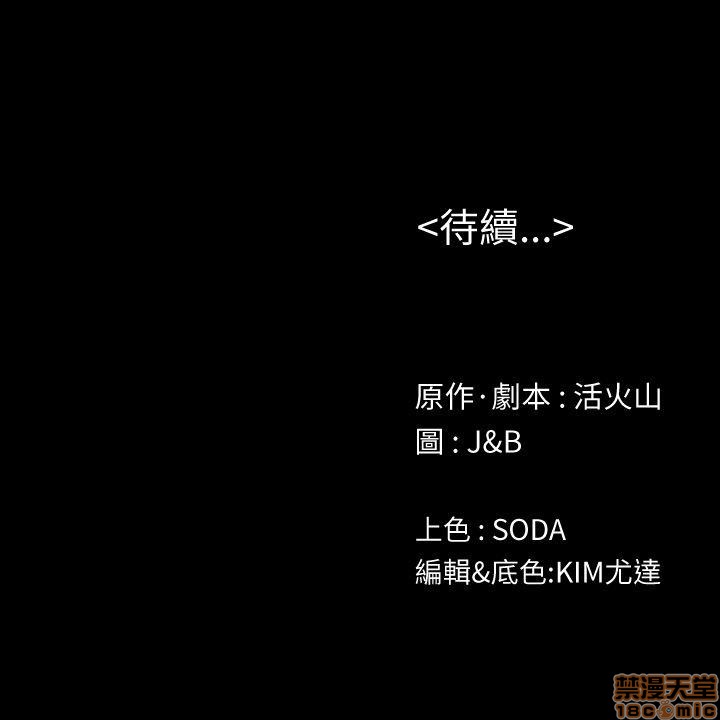 <待續...>
原作·劇本 : 活火山
圖 : J&B
上色 : SODA
編輯&底色:KIM尤達
禁漫天堂
18comic